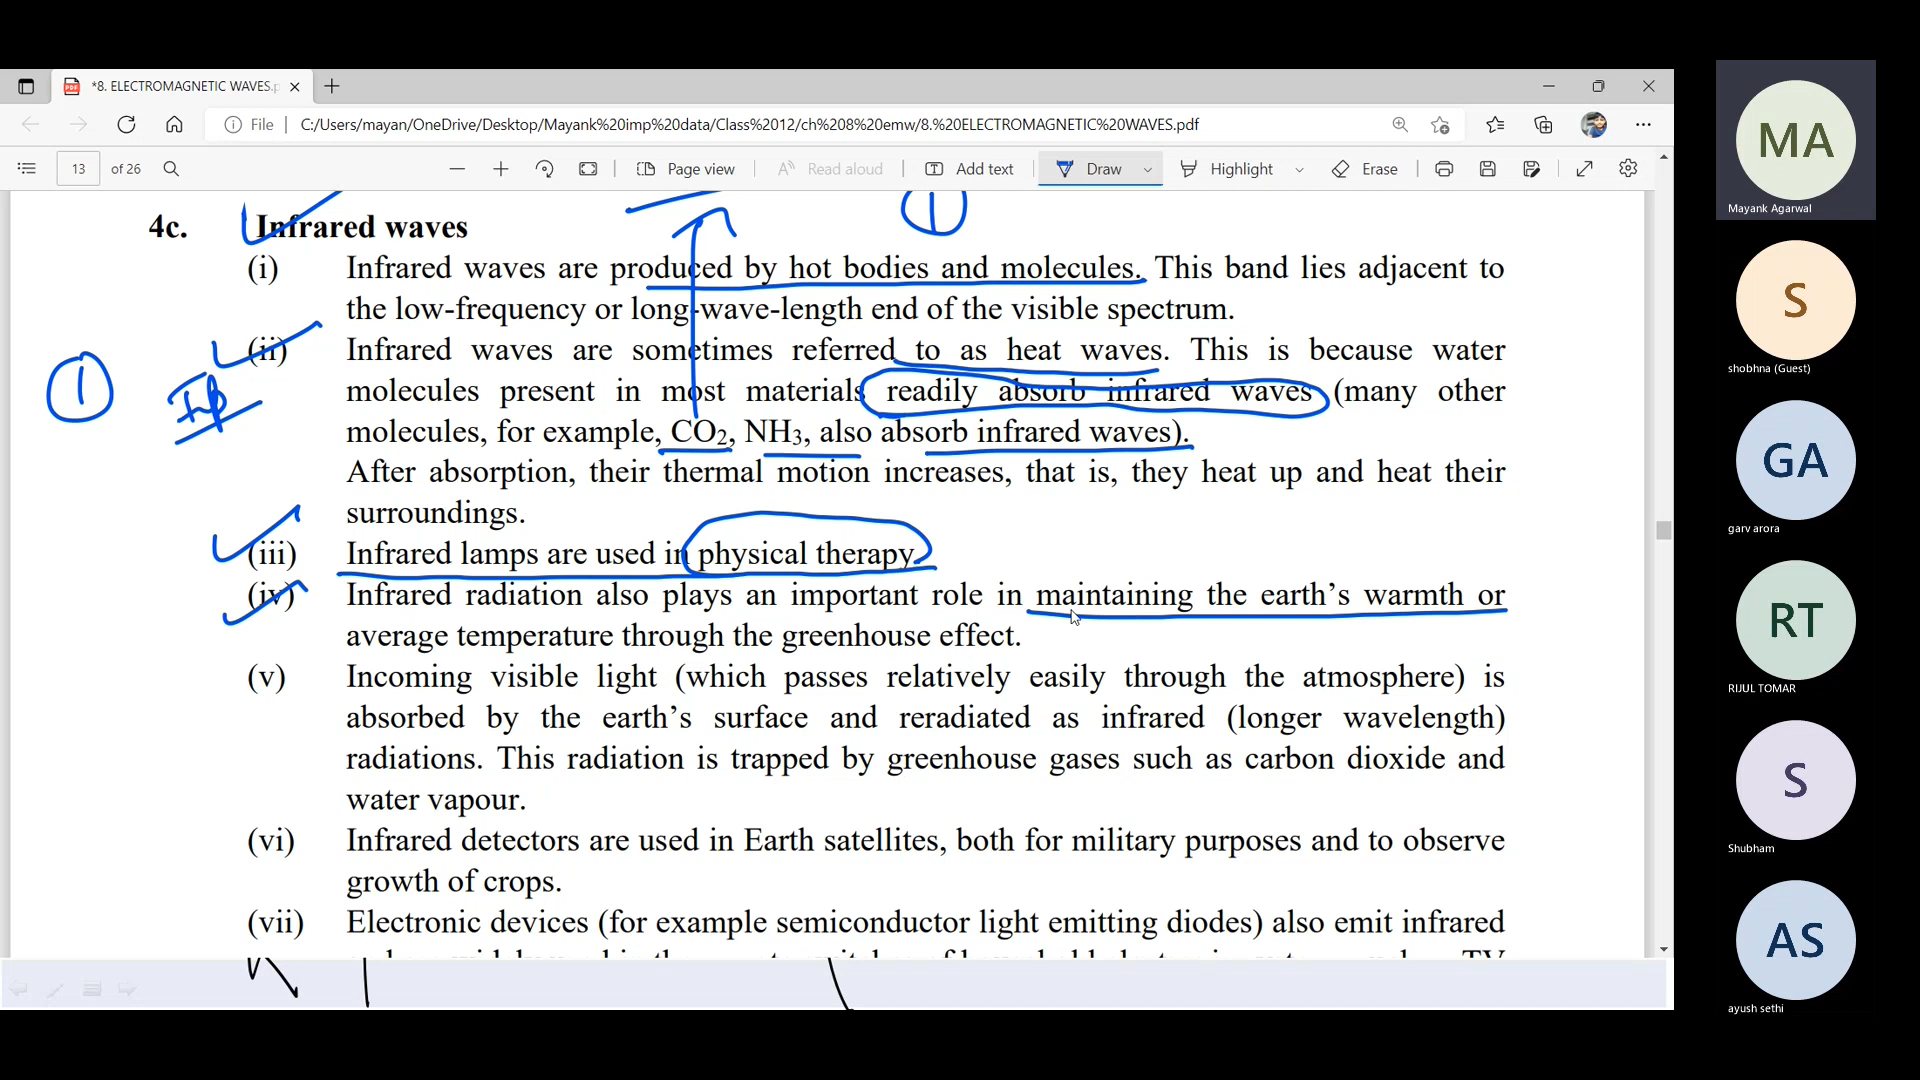 *8. ELECTROMAGNETIC WAVES.p
File C:/Users/mayan/OneDrive/Desktop/Mayank%20imp%20data/Class%2012/ch%208%20emw/8.%20ELECTROMAGNETIC%20WAVES.pdf
13 of 26 Page view Read aloud Add text Draw Highlight Erase
1
4c. Infrared waves
(i) Infrared waves are produced by hot bodies and molecules. This band lies adjacent to
the low-frequency or long-wave-length end of the visible spectrum.
(ii) Infrared waves are sometimes referred to as heat waves. This is because water
1 Imp
molecules present in most materials readily absorb infrared waves (many other
molecules, for example, CO2, NH3, also absorb infrared waves).
After absorption, their thermal motion increases, that is, they heat up and heat their
surroundings.
(iii) Infrared lamps are used in physical therapy.
(iv) Infrared radiation also plays an important role in maintaining the earth's warmth or
average temperature through the greenhouse effect.
(v) Incoming visible light (which passes relatively easily through the atmosphere) is
absorbed by the earth's surface and reradiated as infrared (longer wavelength)
radiations. This radiation is trapped by greenhouse gases such as carbon dioxide and
water vapour.
(vi) Infrared detectors are used in Earth satellites, both for military purposes and to observe
growth of crops.
(vii) Electronic devices (for example semiconductor light emitting diodes) also emit infrared
MA
Mayank Agarwal
S
shobhna (Guest)
GA
garv arora
RT
RIJUL TOMAR
S
Shubham
AS
ayush sethi